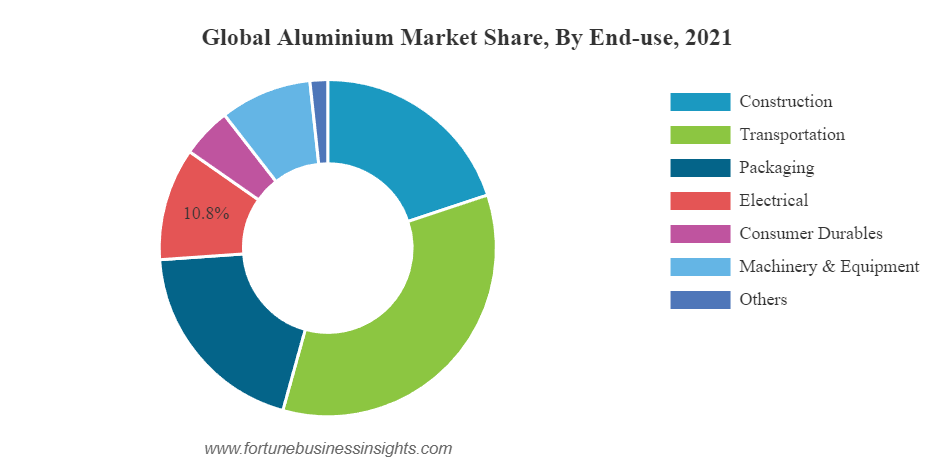 Global Aluminium Market Share, By End-use, 2021
Construction
Transportation
Packaging
Electrical
Consumer Durables
Machinery & Equipment
Others
10.8%
www.fortunebusinessinsights.com